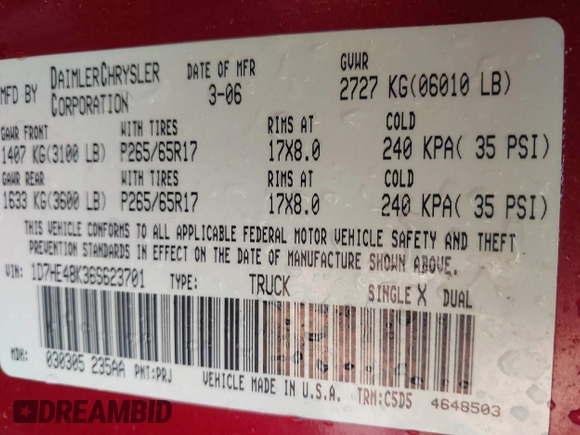 MFD BY DAIMLERCHRYSLER CORPORATION
DATE OF MFR 3-06
GVWR 2727 KG(06010 LB)
GAWR FRONT WITH TIRES RIMS AT COLD
1407 KG(3100 LB) P265/65R17 17X8.0 240 KPA( 35 PSI)
GAWR REAR WITH TIRES RIMS AT COLD
1633 KG(3600 LB) P265/65R17 17X8.0 240 KPA( 35 PSI)
THIS VEHICLE CONFORMS TO ALL APPLICABLE FEDERAL MOTOR VEHICLE SAFETY AND THEFT
PREVENTION STANDARDS IN EFFECT ON THE DATE OF MANUFACTURE SHOWN ABOVE.
VIN: 1D7HE48K36S623701 TYPE: TRUCK SINGLE X DUAL
MDH: 030305 235AA PNT:PRJ VEHICLE MADE IN U.S.A. TRM:C5D5 4648503
DREAMBID